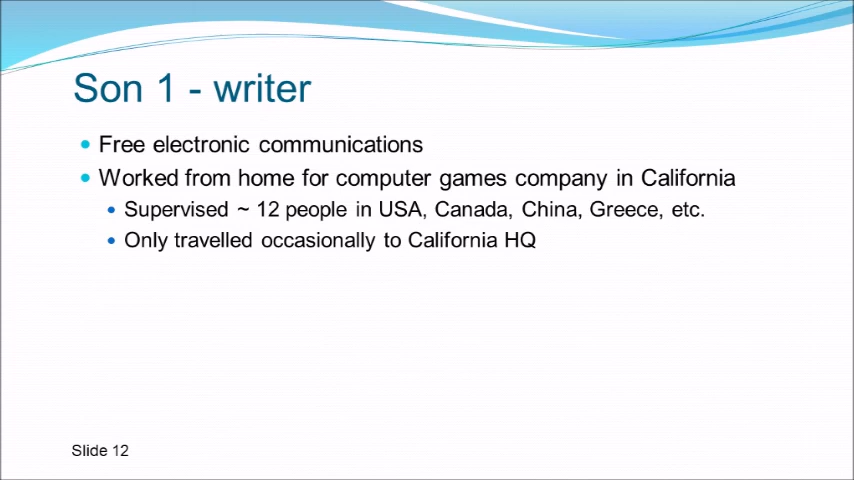 Son 1 - writer
Free electronic communications
Worked from home for computer games company in California
Supervised ~ 12 people in USA, Canada, China, Greece, etc.
Only travelled occasionally to California HQ
Slide 12